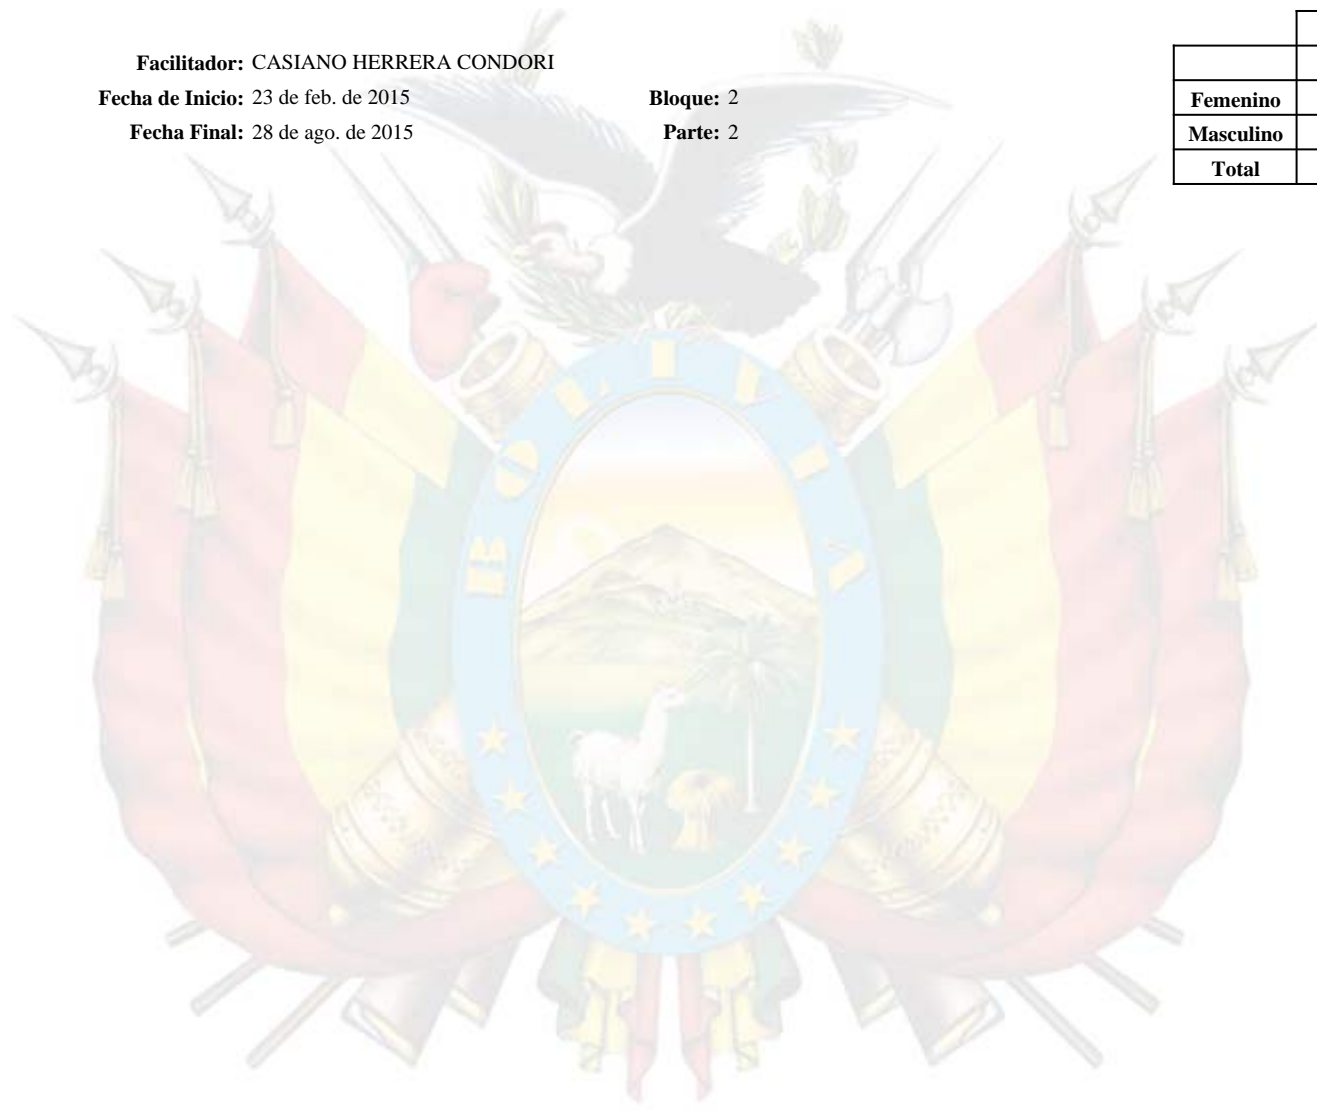 Facilitador: CASIANO HERRERA CONDORI
Fecha de Inicio: 23 de feb. de 2015 Bloque: 2
Fecha Final: 28 de ago. de 2015 Parte: 2
Femenino
Masculino
Total
BOLIVIA